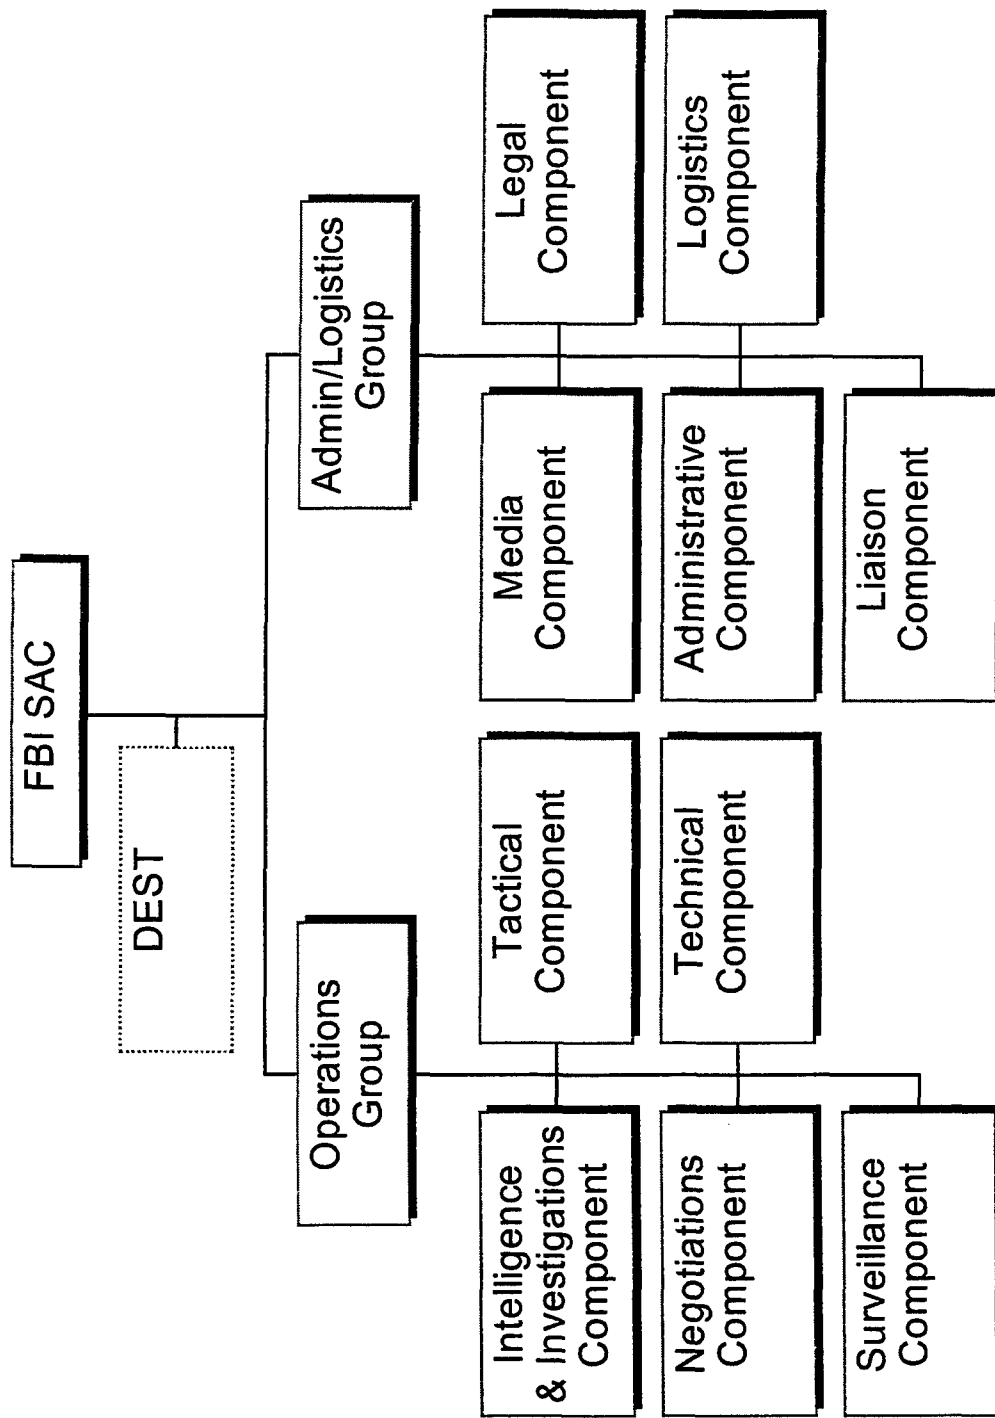 FBI SAC
DEST
Operations
Group
Admin/Logistics
Group
Intelligence
& Investigations
Component
Tactical
Component
Media
Component
Legal
Component
Negotiations
Component
Technical
Component
Administrative
Component
Logistics
Component
Surveillance
Component
Liaison
Component